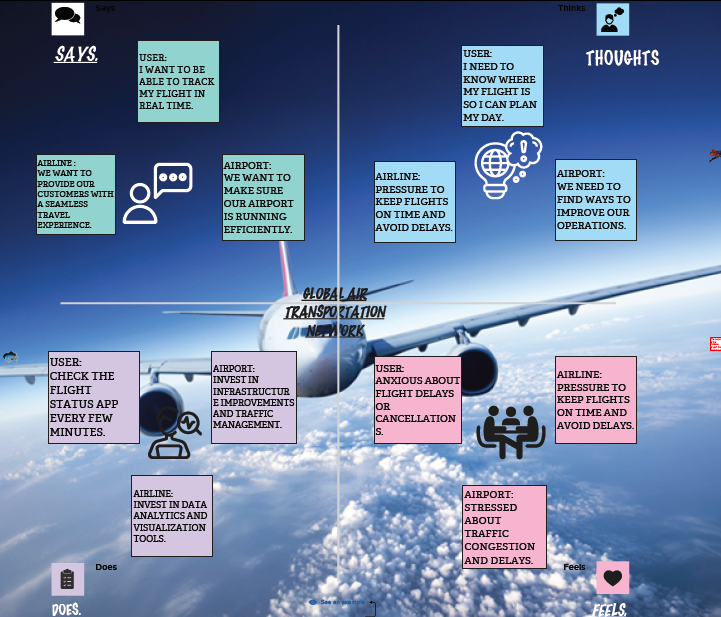 Says
Thinks
SAYS.
THOUGHTS
USER:
I WANT TO BE
ABLE TO TRACK
MY FLIGHT IN
REAL TIME.
USER:
I NEED TO
KNOW WHERE
MY FLIGHT IS
SO I CAN PLAN
MY DAY.
AIRLINE :
WE WANT TO
PROVIDE OUR
CUSTOMERS WITH
A SEAMLESS
TRAVEL
EXPERIENCE.
AIRPORT:
WE WANT TO
MAKE SURE
OUR AIRPORT
IS RUNNING
EFFICIENTLY.
AIRLINE:
PRESSURE TO
KEEP FLIGHTS
ON TIME AND
AVOID DELAYS.
AIRPORT:
WE NEED TO
FIND WAYS TO
IMPROVE OUR
OPERATIONS.
GLOBAL AIR
TRANSPORTATION
NETWORK
USER:
CHECK THE
FLIGHT
STATUS APP
EVERY FEW
MINUTES.
AIRPORT:
INVEST IN
INFRASTRUCTUR
E IMPROVEMENTS
AND TRAFFIC
MANAGEMENT.
USER:
ANXIOUS ABOUT
FLIGHT DELAYS
OR
CANCELLATION
S.
AIRLINE:
PRESSURE TO
KEEP FLIGHTS
ON TIME AND
AVOID DELAYS.
AIRLINE:
INVEST IN DATA
ANALYTICS AND
VISUALIZATION
TOOLS.
AIRPORT:
STRESSED
ABOUT
TRAFFIC
CONGESTION
AND DELAYS.
Does
Feels
DOES.
FEELS.
See an example